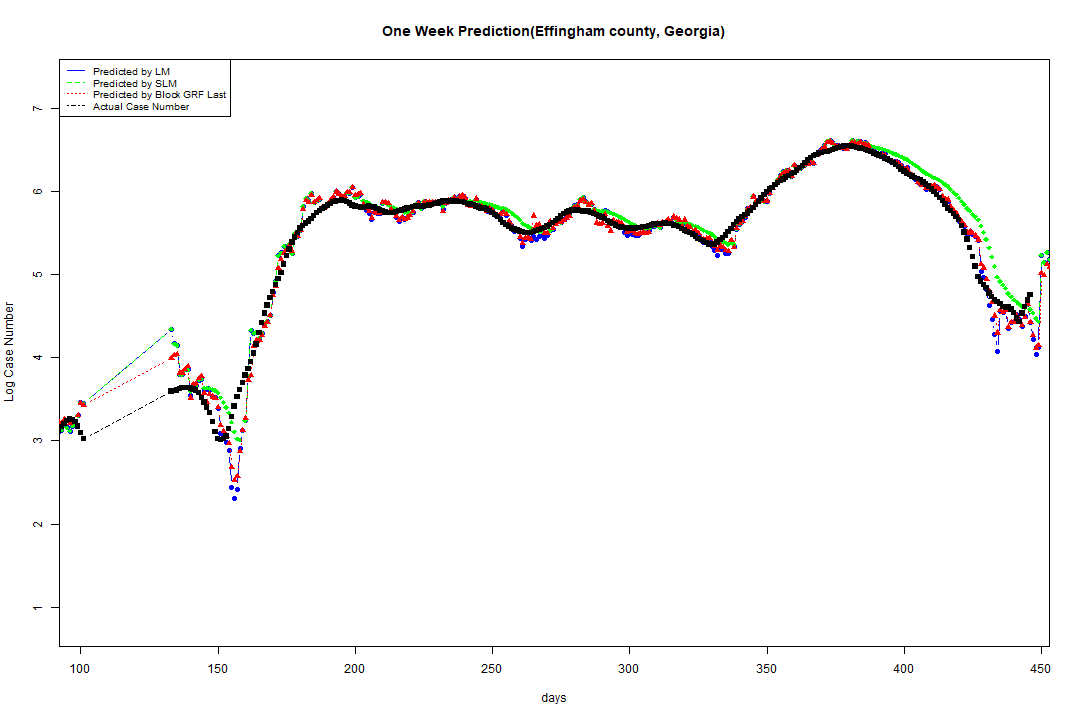 One Week Prediction(Effingham county, Georgia)
Predicted by LM
Predicted by SLM
Predicted by Block GRF Last
Actual Case Number
Log Case Number
7
6
5
4
3
2
1
100 150 200 250 300 350 400 450
days